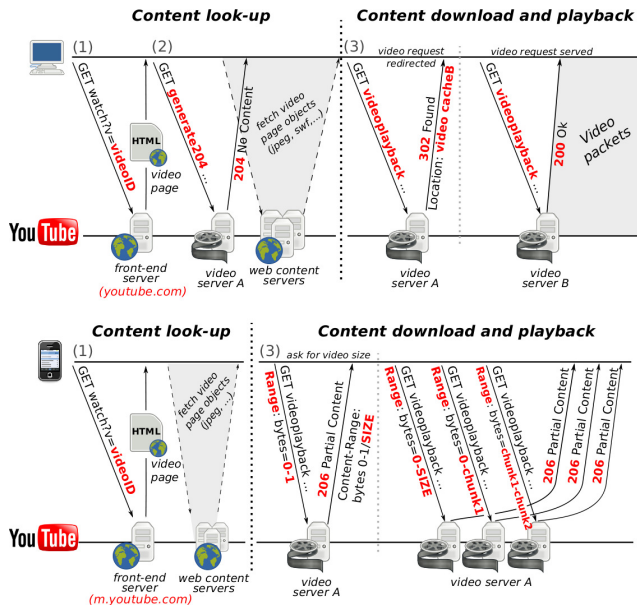 Content look-up
Content download and playback
(1)
(2)
(3)
video request redirected
video request served
GET watch?v=videoID
HTML
video page
GET generate204 ...
204 No Content
fetch video page objects (jpeg, swf,...)
GET videoplayback ...
302 Found
Location: video cacheB
GET videoplayback ...
200 Ok
Video packets
YouTube
front-end server
(youtube.com)
video server A
web content servers
video server A
video server B
Content look-up
Content download and playback
(1)
(3)
ask for video size
GET watch?v=videoID
HTML
video page
fetch video page objects (jpeg, ...)
GET videoplayback ...
Range: bytes=0-1
206 Partial Content
Content-Range: bytes 0-1/SIZE
GET videoplayback ...
Range: bytes=0-SIZE
GET videoplayback ...
Range: bytes=0-chunk1
GET videoplayback ...
Range: bytes=chunk1-chunk2
206 Partial Content
206 Partial Content
206 Partial Content
YouTube
front-end server
(m.youtube.com)
web content servers
video server A
video server A